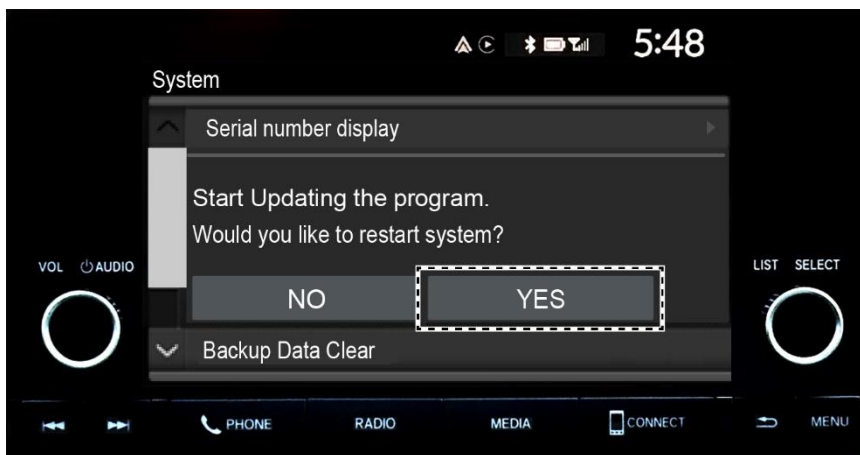 5:48
System
Serial number display
Start Updating the program.
Would you like to restart system?
NO YES
Backup Data Clear
VOL AUDIO
LIST SELECT
PHONE RADIO MEDIA CONNECT MENU